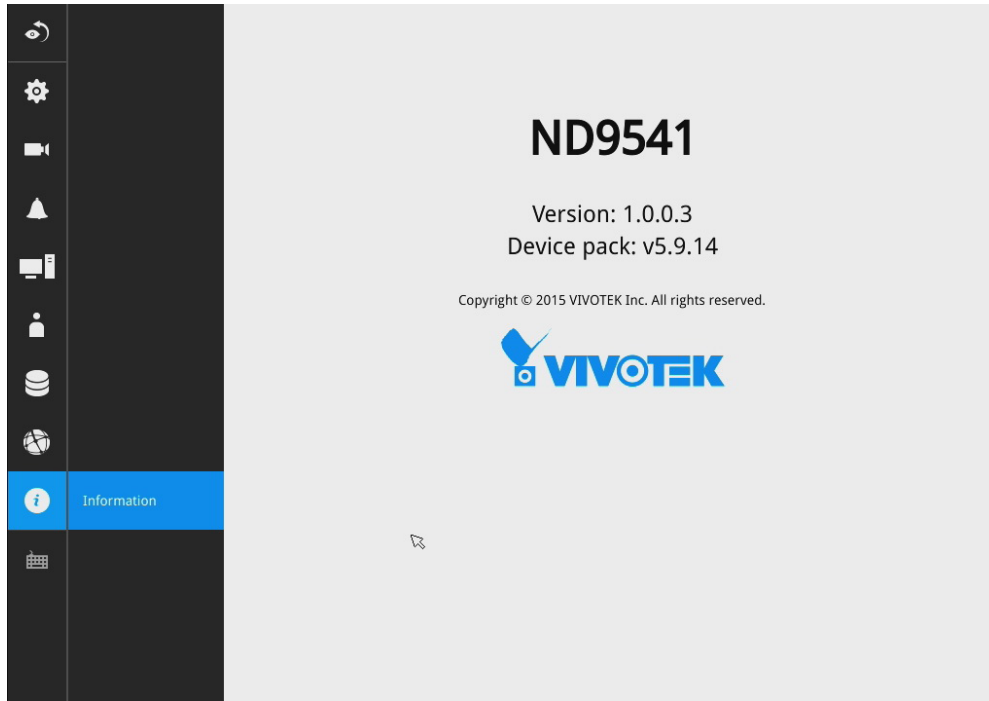 ND9541
Version: 1.0.0.3
Device pack: v5.9.14
Copyright © 2015 VIVOTEK Inc. All rights reserved.
VIVOTEK
Information